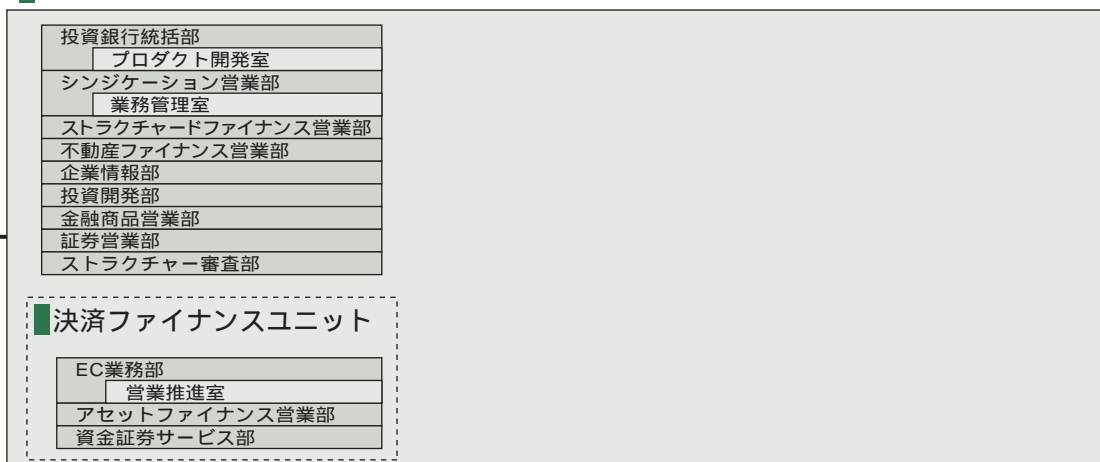 投資銀行統括部
プロダクト開発室
シンジケーション営業部
業務管理室
ストラクチャードファイナンス営業部
不動産ファイナンス営業部
企業情報部
投資開発部
金融商品営業部
証券営業部
ストラクチャー審査部
決済ファイナンスユニット
EC業務部
営業推進室
アセットファイナンス営業部
資金証券サービス部